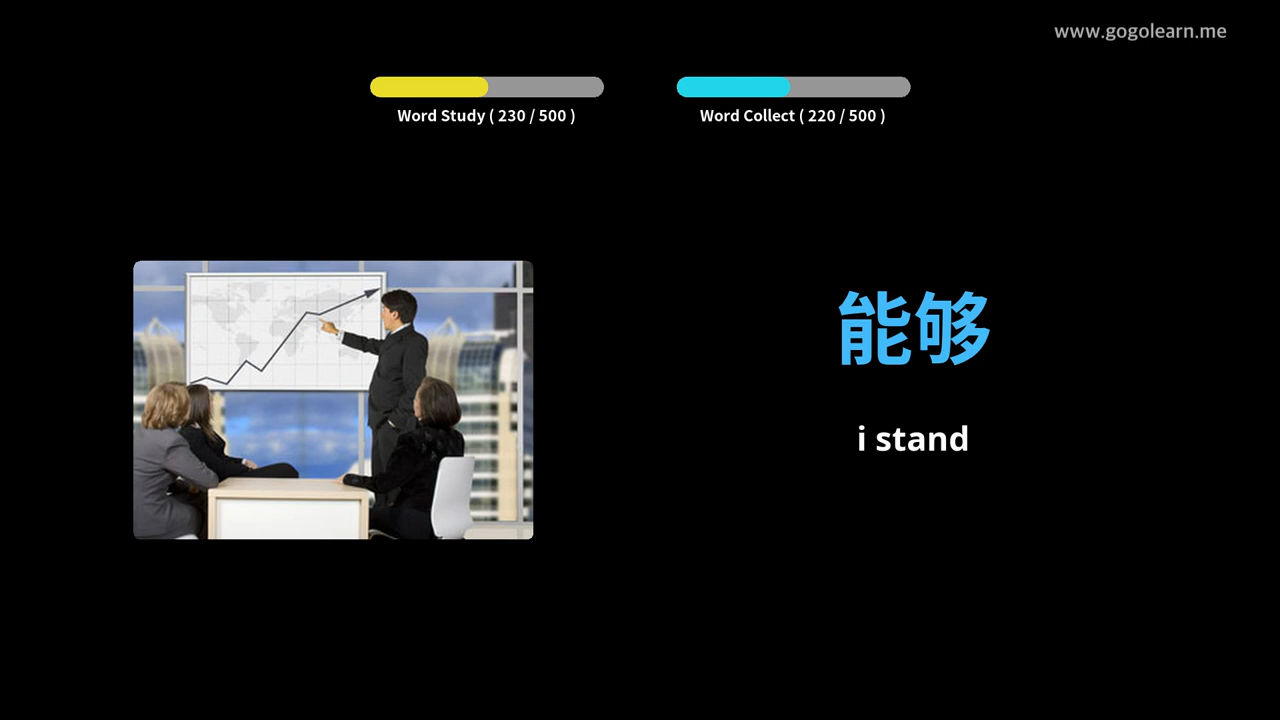 www.gogolearn.me
Word Study ( 230 / 500 )
Word Collect ( 220 / 500 )
能够
i stand